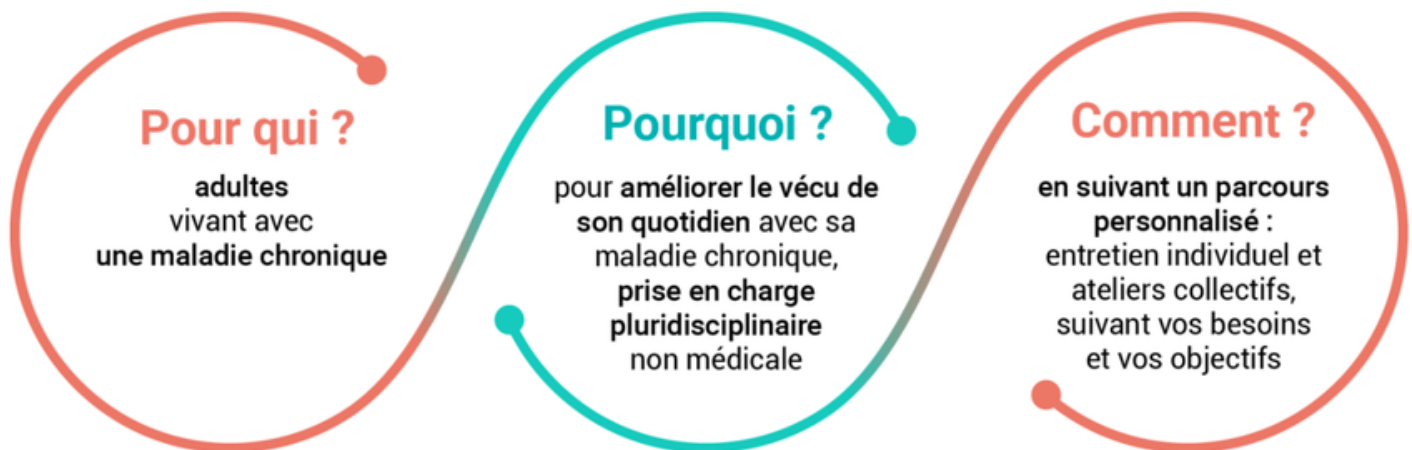 Pour qui ?
adultes
vivant avec
une maladie chronique
Pourquoi ?
pour améliorer le vécu de
son quotidien avec sa
maladie chronique,
prise en charge
pluridisciplinaire
non médicale
Comment ?
en suivant un parcours
personnalisé :
entretien individuel et
ateliers collectifs,
suivant vos besoins
et vos objectifs